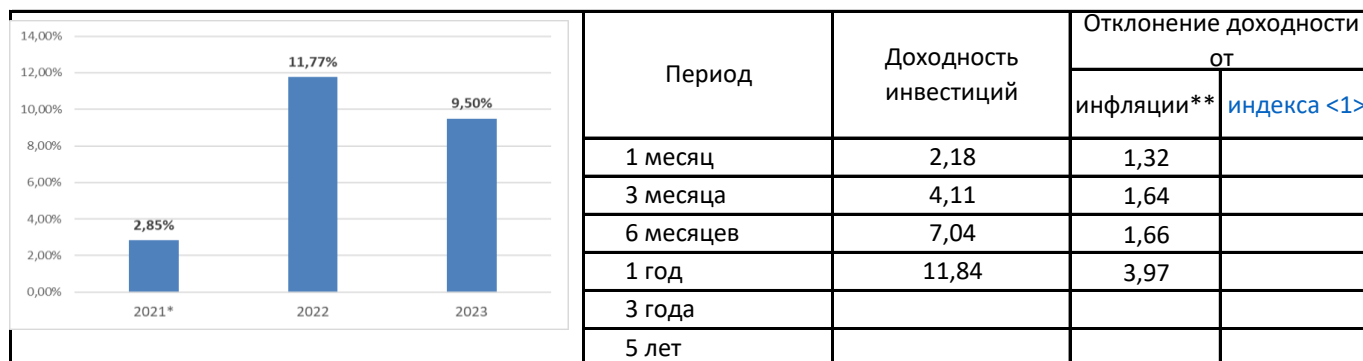 14,00%
12,00%
10,00%
8,00%
6,00%
4,00%
2,00%
0,00%
2,85%
11,77%
9,50%
2021*
2022
2023
Период
Доходность
инвестиций
Отклонение доходности
от
инфляции**
индекса <1>
1 месяц 2,18 1,32
3 месяца 4,11 1,64
6 месяцев 7,04 1,66
1 год 11,84 3,97
3 года
5 лет